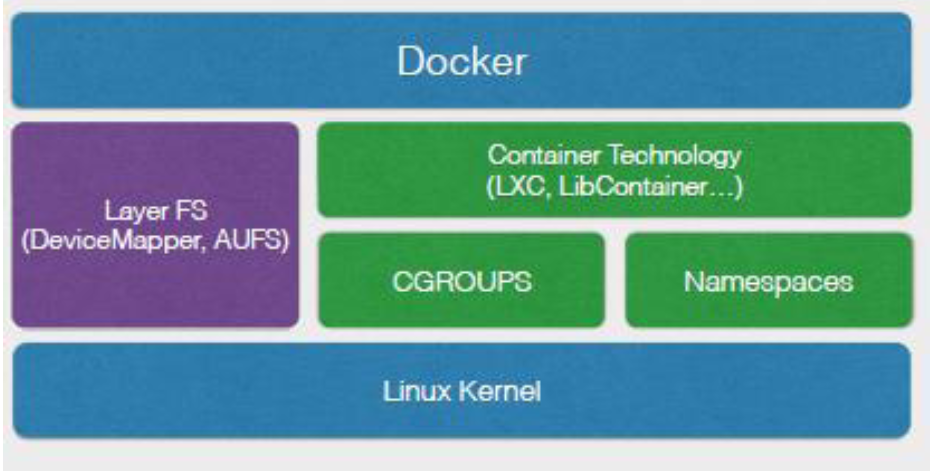 Docker
Layer FS
(DeviceMapper, AUFS)
Container Technology
(LXC, LibContainer...)
CGROUPS
Namespaces
Linux Kernel